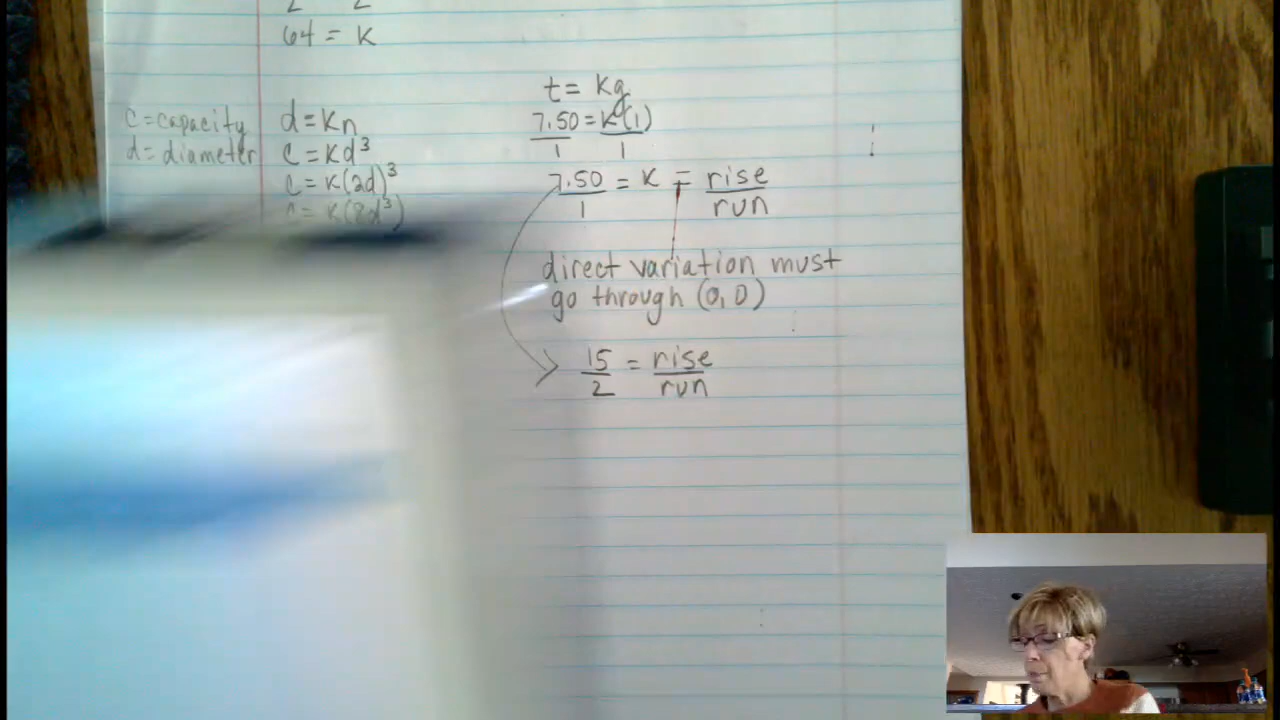 64 = K
c = capacity
d = diameter
d = Kn
c = Kd³
c = K(2d)³
c = K(8d³)
t = Kg
7.50 = K(1)
1 1
7.50 = K = rise
1 run
direct variation must
go through (0,0)
15 = rise
2 run